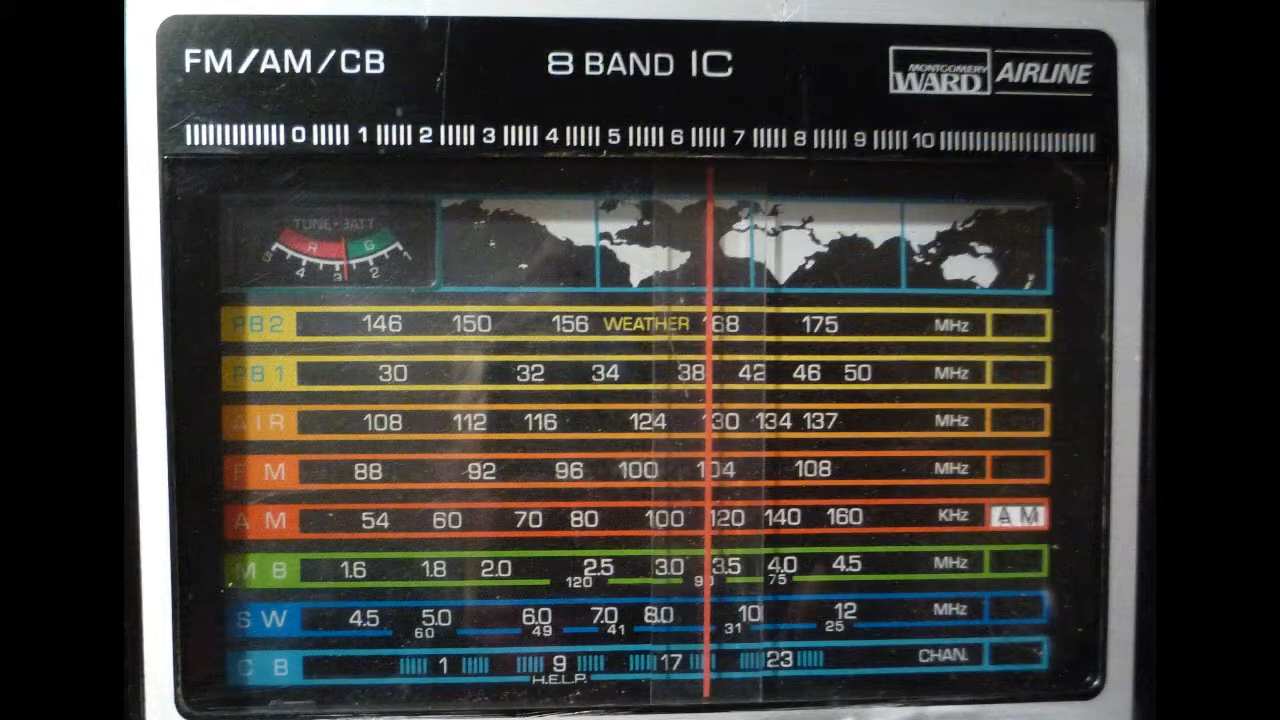 FM/AM/CB 8 BAND IC MONTGOMERY WARD AIRLINE
0 1 2 3 4 5 6 7 8 9 10
TUNE • BATT
R G
5 4 3 2 1
PB2 146 150 156 WEATHER 168 175 MHz
PB1 30 32 34 38 42 46 50 MHz
AIR 108 112 116 124 130 134 137 MHz
FM 88 92 96 100 104 108 MHz
AM 54 60 70 80 100 120 140 160 KHz AM
MB 1.6 1.8 2.0 2.5 3.0 3.5 4.0 4.5 MHz
120 90 75
SW 4.5 5.0 6.0 7.0 8.0 10 12 MHz
60 49 41 31 25
CB 1 9 17 23 CHAN.
H.E.L.P.